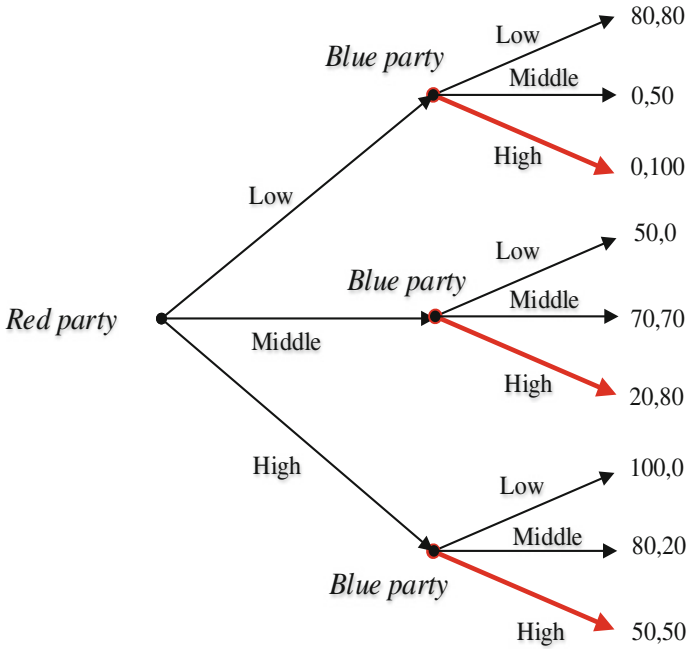 80,80
Low
Blue party
Middle
0,50
High
0,100
Low
50,0
Low
Blue party
Middle
Red party
70,70
Middle
High
20,80
High
100,0
Low
Middle
80,20
Blue party
High
50,50